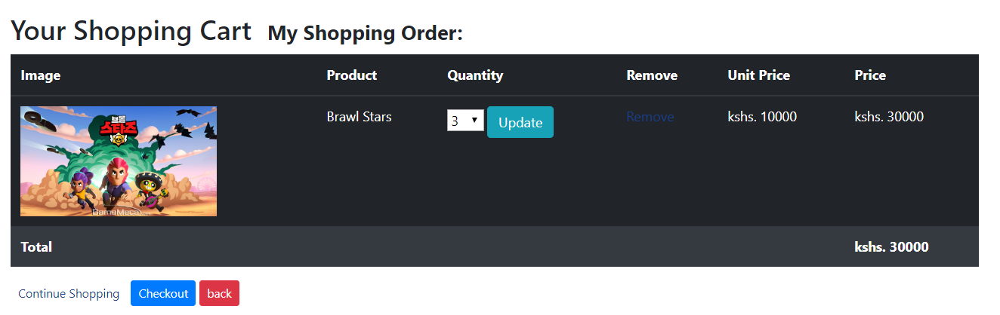 Your Shopping Cart My Shopping Order:
Image Product Quantity Remove Unit Price Price
브롤
스타즈
Brawl Stars 3 Update Remove kshs. 10000 kshs. 30000
GameMeca
Total kshs. 30000
Continue Shopping Checkout back